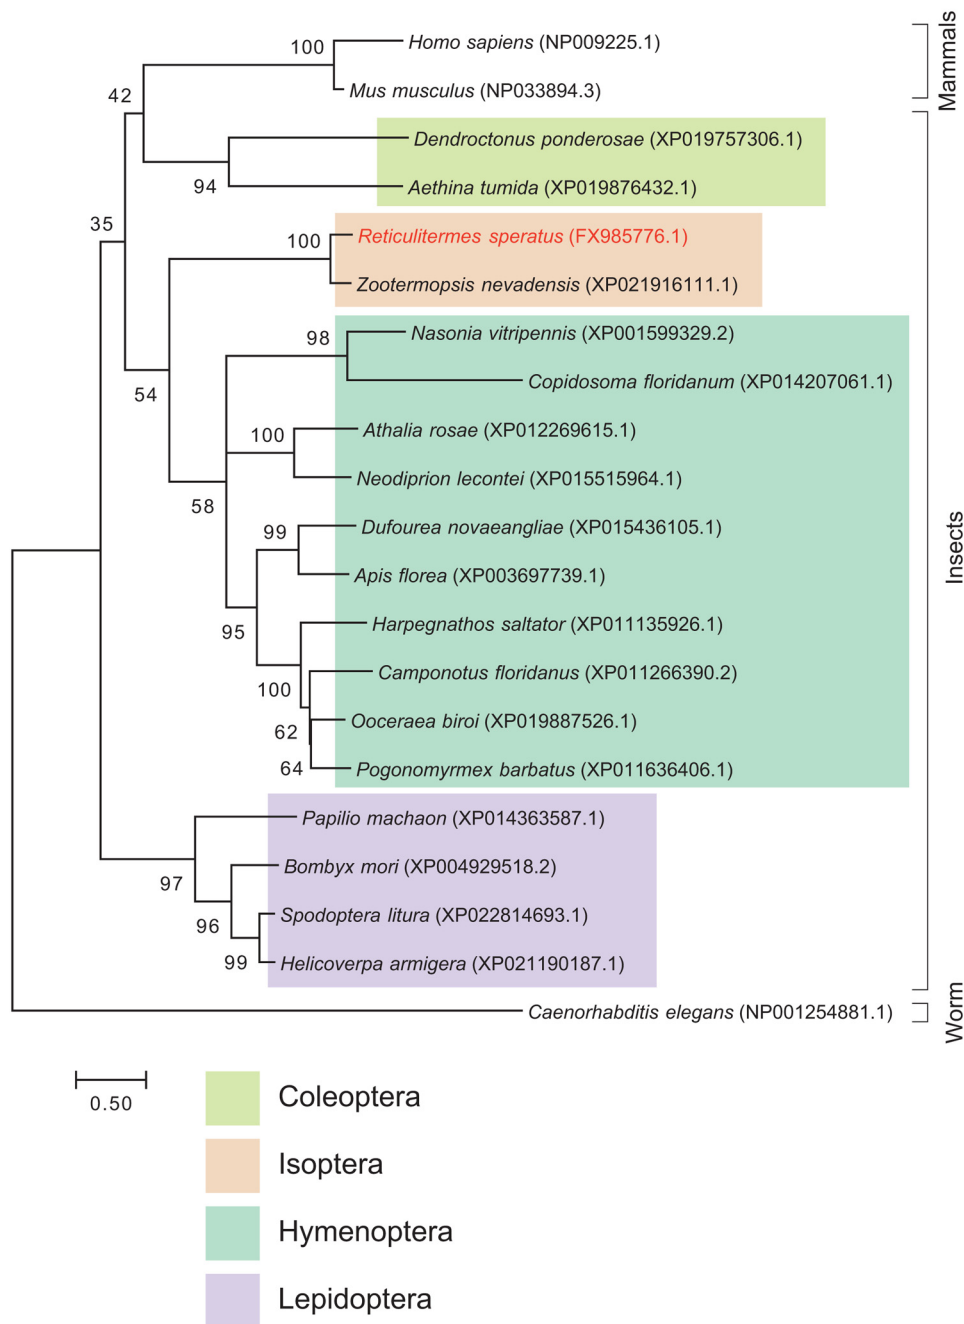 100
Homo sapiens (NP009225.1)
Mammals
42
Mus musculus (NP033894.3)
Dendroctonus ponderosae (XP019757306.1)
94
Aethina tumida (XP019876432.1)
35
100
Reticulitermes speratus (FX985776.1)
Zootermopsis nevadensis (XP021916111.1)
98
Nasonia vitripennis (XP001599329.2)
54
Copidosoma floridanum (XP014207061.1)
100
Athalia rosae (XP012269615.1)
Neodiprion lecontei (XP015515964.1)
58
99
Dufourea novaeangliae (XP015436105.1)
Insects
Apis florea (XP003697739.1)
95
Harpegnathos saltator (XP011135926.1)
100
Camponotus floridanus (XP011266390.2)
62
Ooceraea biroi (XP019887526.1)
64
Pogonomyrmex barbatus (XP011636406.1)
Papilio machaon (XP014363587.1)
97
Bombyx mori (XP004929518.2)
96
Spodoptera litura (XP022814693.1)
99
Helicoverpa armigera (XP021190187.1)
Caenorhabditis elegans (NP001254881.1)
Worm
0.50
Coleoptera
Isoptera
Hymenoptera
Lepidoptera